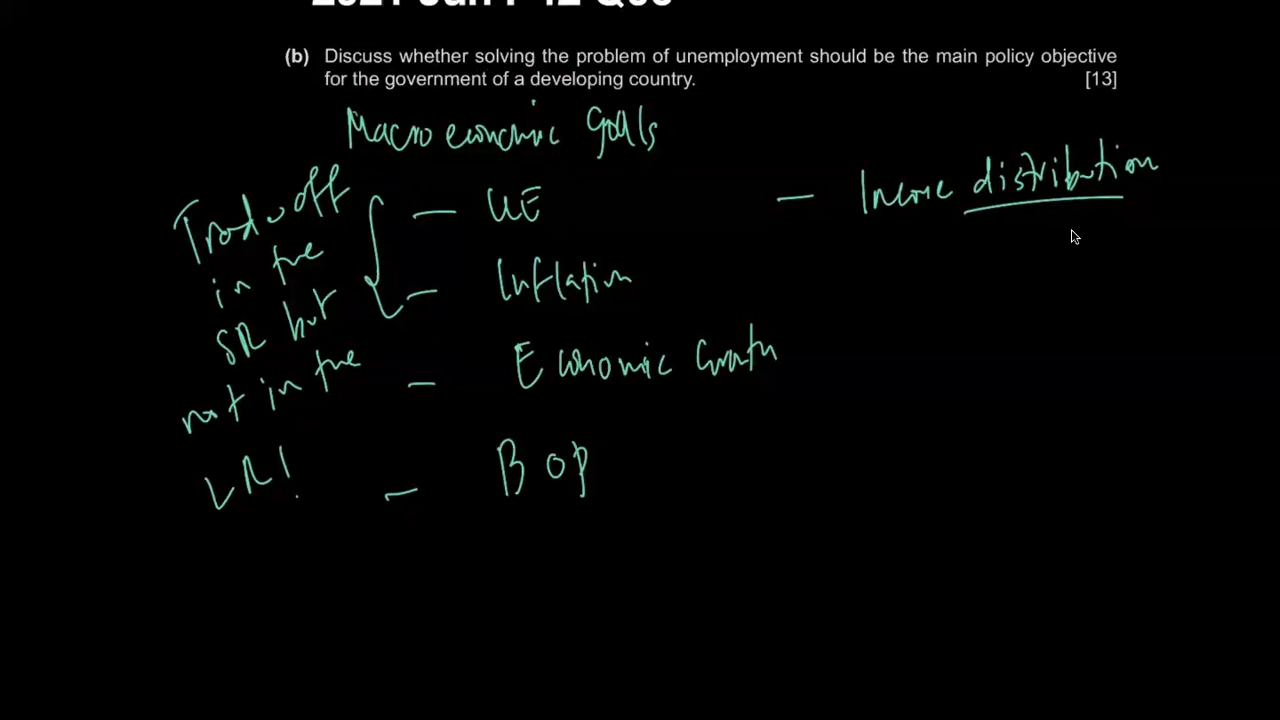 (b) Discuss whether solving the problem of unemployment should be the main policy objective
for the government of a developing country. [13]
Macroeconomic goals
Trade off
in the
SR but
not in the
LR!
- UE
- Inflation
- Economic Growth
- BOP
- Income distribution